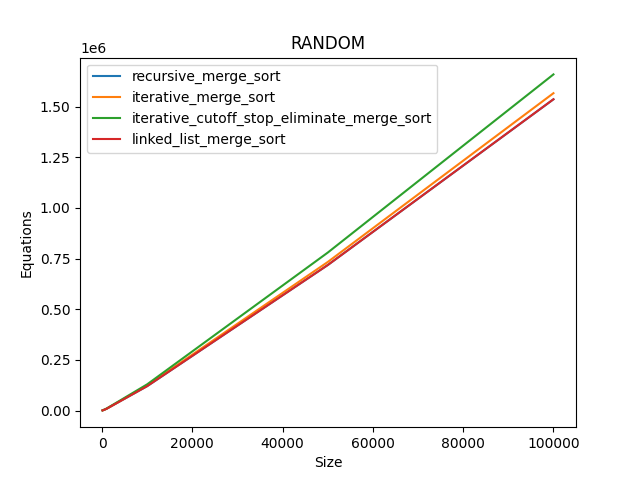 RANDOM
1e6
recursive_merge_sort
iterative_merge_sort
iterative_cutoff_stop_eliminate_merge_sort
linked_list_merge_sort
1.50
1.25
1.00
0.75
0.50
0.25
0.00
Equations
0 20000 40000 60000 80000 100000
Size